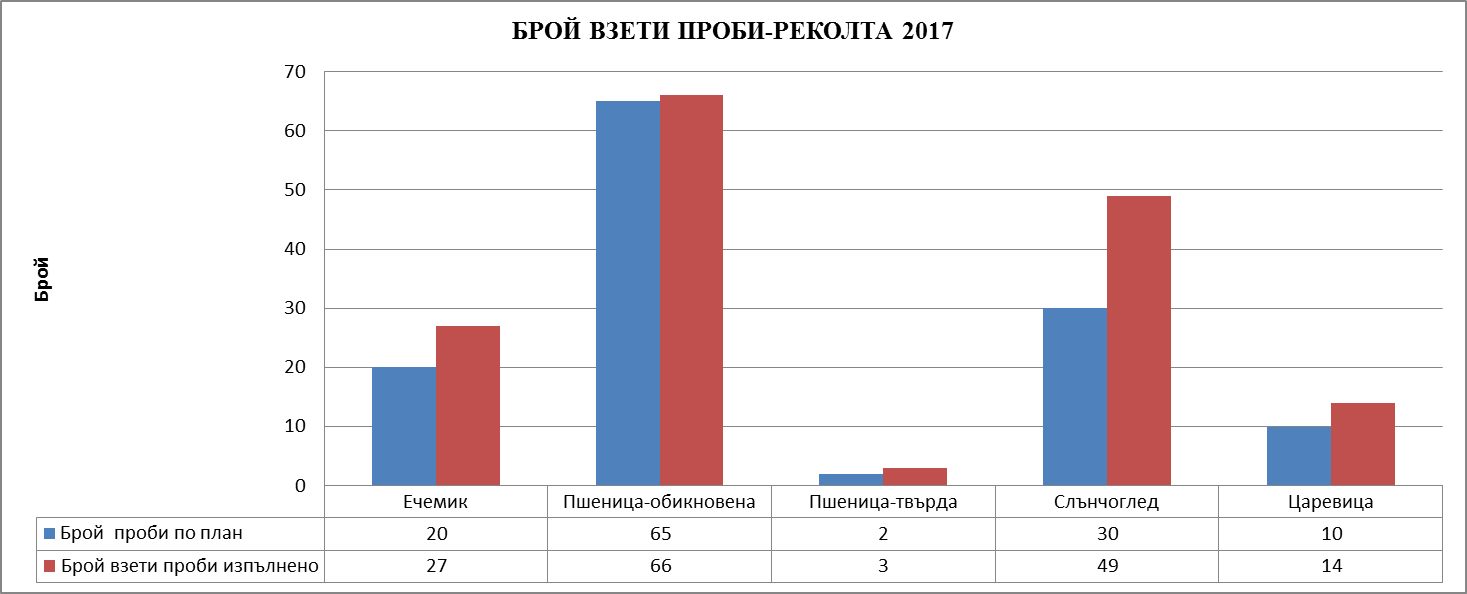 БРОЙ ВЗЕТИ ПРОБИ-РЕКОЛТА 2017
70
60
50
40
30
20
10
0
Брой
Ечемик Пшеница-обикновена Пшеница-твърда Слънчоглед Царевица
Брой проби по план 20 65 2 30 10
Брой взети проби изпълнено 27 66 3 49 14